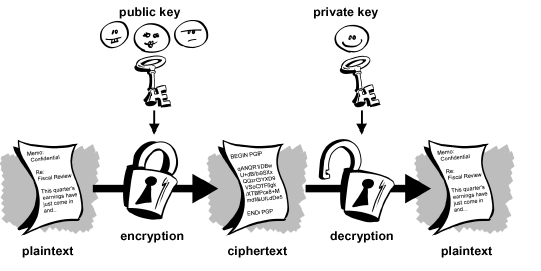 public key
private key
Memo:
Confidential
Re:
Fiscal Review
This quarter's
earnings have
just come in
and...
BEGIN PGP
END PGP
Memo:
Confidential
Re:
Fiscal Review
This quarter's
earnings have
just come in
and...
plaintext
encryption
ciphertext
decryption
plaintext